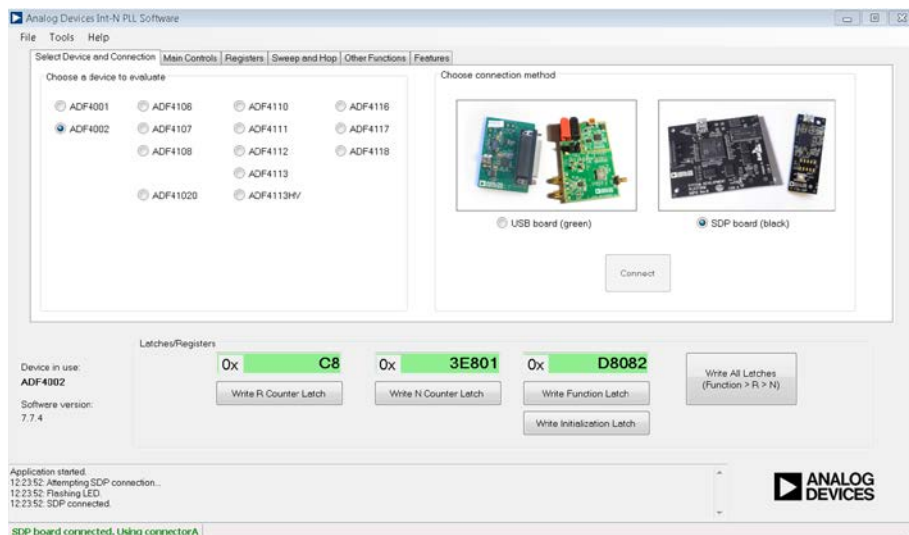 Analog Devices Int-N PLL Software
File Tools Help
Select Device and Connection Main Controls Registers Sweep and Hop Other Functions Features
Choose a device to evaluate
ADF4001 ADF4106 ADF4110 ADF4116
ADF4002 ADF4107 ADF4111 ADF4117
ADF4108 ADF4112 ADF4118
ADF4113
ADF41020 ADF4113HV
Choose connection method
USB board (green) SDP board (black)
Connect
Latches/Registers
Device in use:
ADF4002
Software version:
7.7.4
0x C8 0x 3E801 0x D8082
Write R Counter Latch Write N Counter Latch Write Function Latch
Write Initialization Latch
Write All Latches
(Function > R > N)
Application started.
12:23:52: Attempting SDP connection...
12:23:52: Flashing LED.
12:23:52: SDP connected.
ANALOG
DEVICES
SDP board connected. Using connectorA